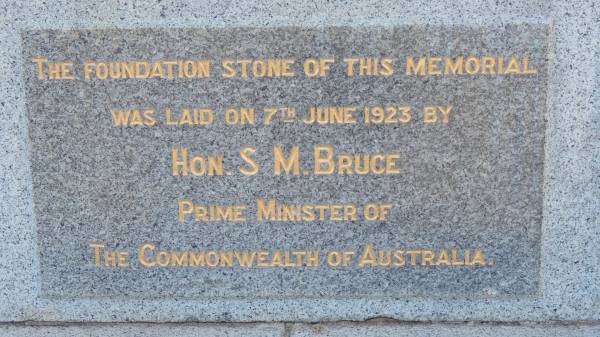 THE FOUNDATION STONE OF THIS MEMORIAL
WAS LAID ON 7TH JUNE 1923 BY
HON. S. M. BRUCE
PRIME MINISTER OF
THE COMMONWEALTH OF AUSTRALIA.